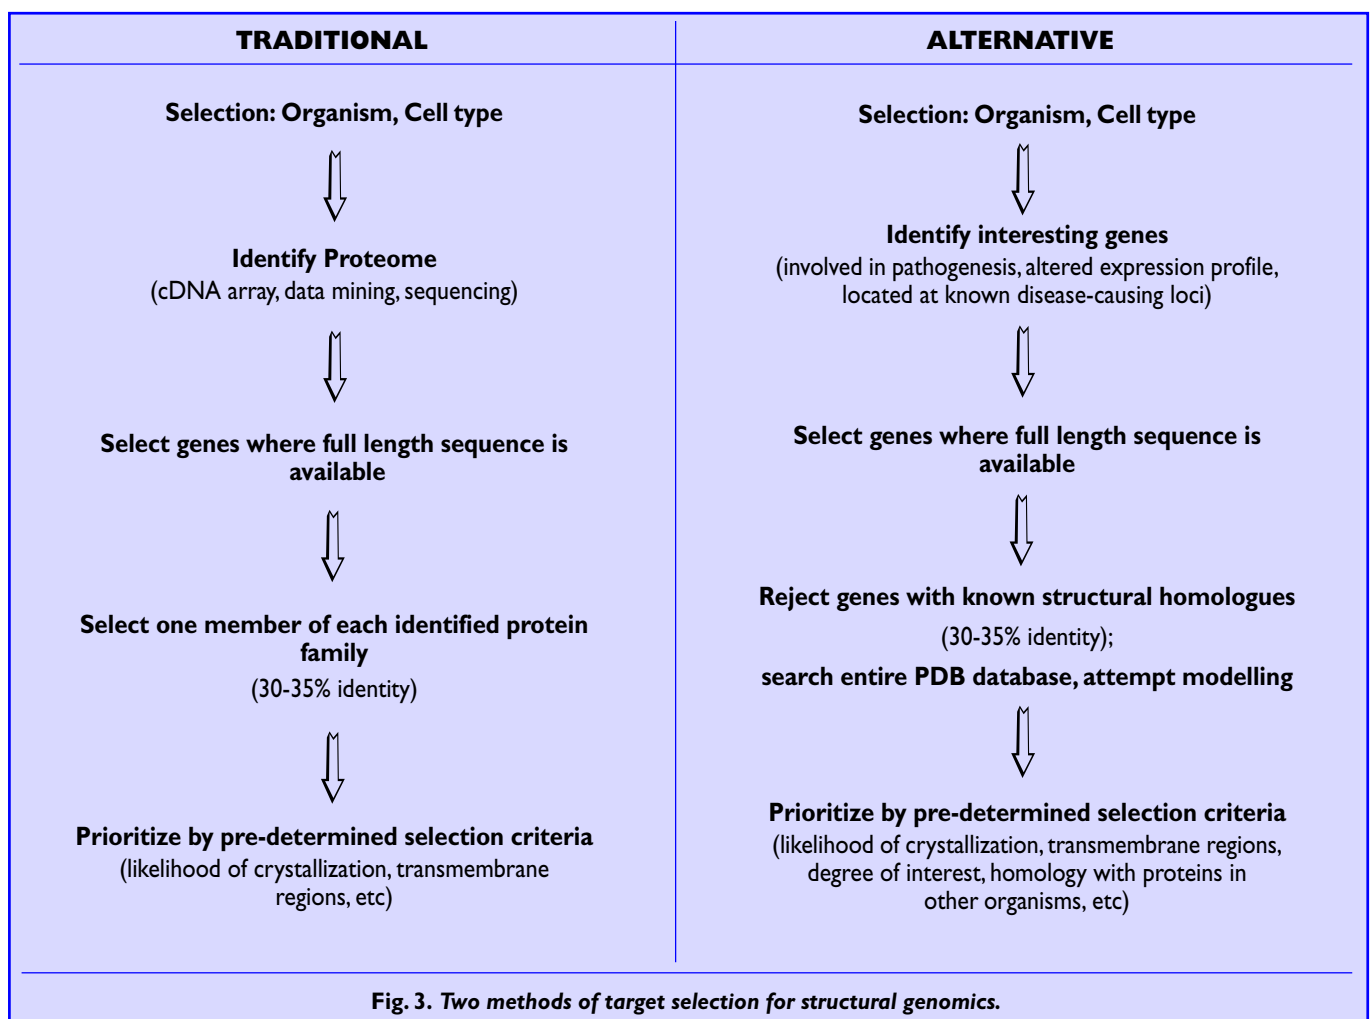 TRADITIONAL
Selection: Organism, Cell type
Identify Proteome
(cDNA array, data mining, sequencing)
Select genes where full length sequence is
available
Select one member of each identified protein
family
(30-35% identity)
Prioritize by pre-determined selection criteria
(likelihood of crystallization, transmembrane
regions, etc)
ALTERNATIVE
Selection: Organism, Cell type
Identify interesting genes
(involved in pathogenesis, altered expression profile,
located at known disease-causing loci)
Select genes where full length sequence is
available
Reject genes with known structural homologues
(30-35% identity);
search entire PDB database, attempt modelling
Prioritize by pre-determined selection criteria
(likelihood of crystallization, transmembrane regions,
degree of interest, homology with proteins in
other organisms, etc)
Fig. 3. Two methods of target selection for structural genomics.